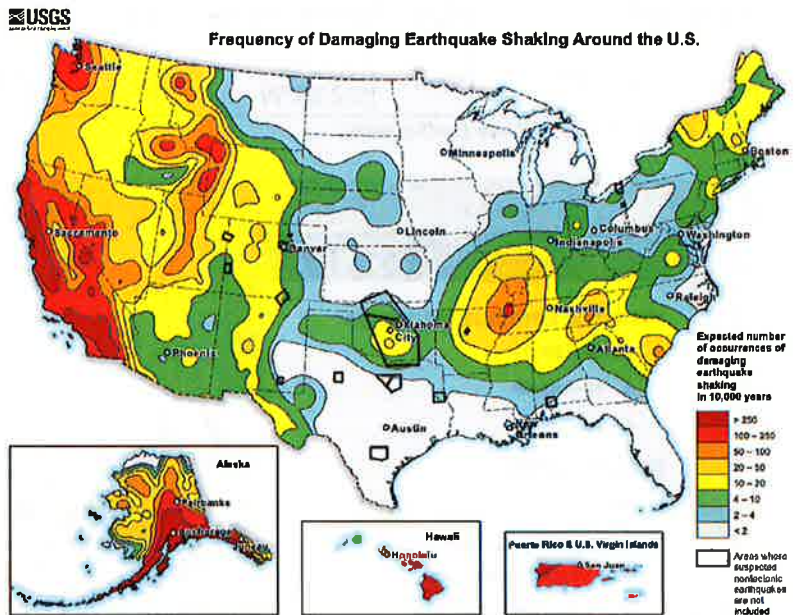 USGS
Frequency of Damaging Earthquake Shaking Around the U.S.
Seattle
Minneapolis
Boston
Sacramento
Denver
Lincoln
Columbus
Indianapolis
Washington
Raleigh
Nashville
Oklahoma
City
Phoenix
Atlanta
Austin
New
Orleans
Expected number
of occurrences of
damaging
earthquake
shaking
in 10,000 years
> 250
100 – 250
50 – 100
20 – 50
10 – 20
4 – 10
2 – 4
< 2
Areas where
suspected
nontectonic
earthquakes
are not
included
Alaska
Fairbanks
Anchorage
Juneau
Hawaii
Honolulu
Puerto Rico & U.S. Virgin Islands
San Juan